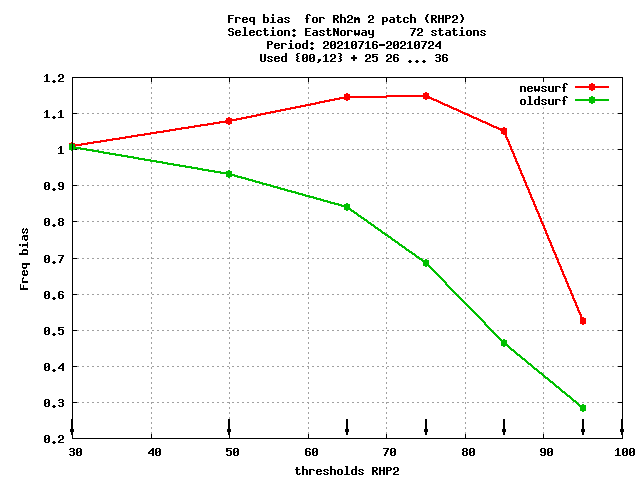 Freq bias  for Rh2m 2 patch (RHP2)
Selection: EastNorway     72 stations
Period: 20210716-20210724
Used {00,12} + 25 26 ... 36
newsurf
oldsurf
1.2
1.1
1
0.9
0.8
0.7
0.6
0.5
0.4
0.3
0.2
Freq bias
30 40 50 60 70 80 90 100
thresholds RHP2